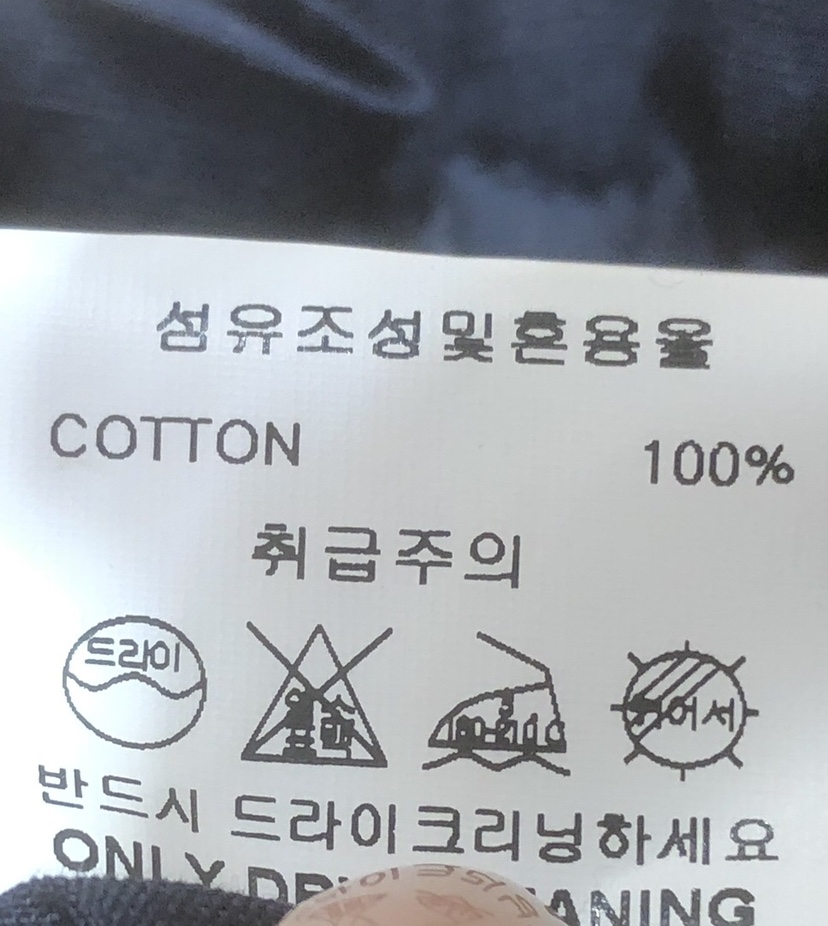 섬유조성및혼용율
COTTON 100%
취급주의
드라이
반드시 드라이크리닝하세요
ONLY